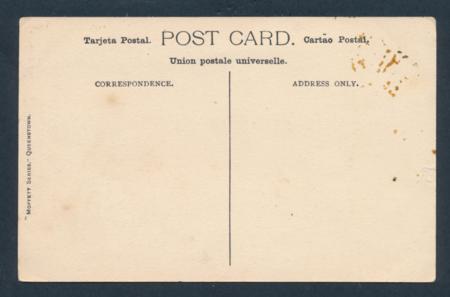 Tarjeta Postal. POST CARD. Cartão Postal.
Union postale universelle.
CORRESPONDENCE. ADDRESS ONLY.
"MOFFETT SERIES," QUEENSTOWN.